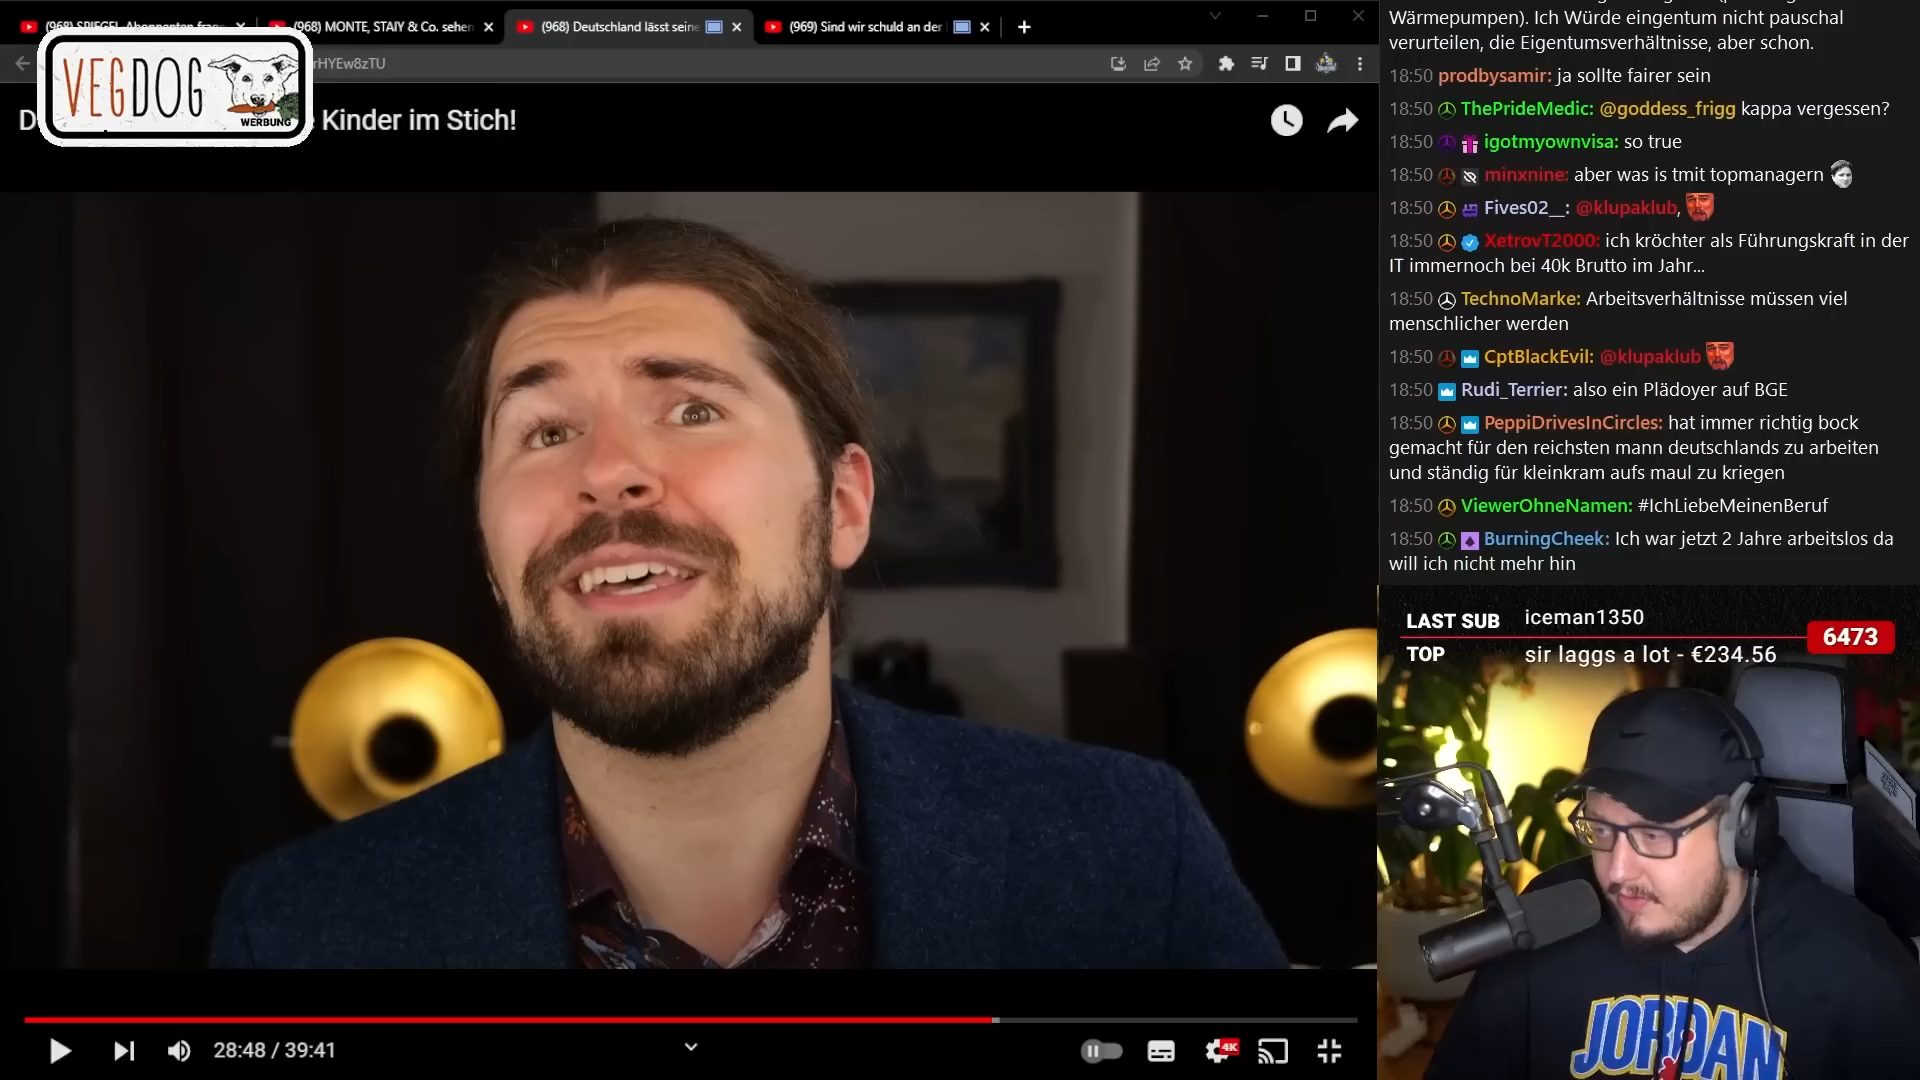 (968) SPIEGEL-Abonnenten frag
(968) MONTE, STAIY & Co. sehen
(968) Deutschland lässt seine
(969) Sind wir schuld an der
rHYEw8zTU
VEGDOG
WERBUNG
D
Kinder im Stich!
28:48 / 39:41
4K
Wärmepumpen). Ich Würde eingentum nicht pauschal
verurteilen, die Eigentumsverhältnisse, aber schon.
18:50 prodbysamir: ja sollte fairer sein
18:50 ThePrideMedic: @goddess_frigg kappa vergessen?
18:50 igotmyownvisa: so true
18:50 minxnine: aber was is tmit topmanagern
18:50 Fives02__: @klupaklub,
18:50 XetrovT2000: ich kröchter als Führungskraft in der
IT immernoch bei 40k Brutto im Jahr...
18:50 TechnoMarke: Arbeitsverhältnisse müssen viel
menschlicher werden
18:50 CptBlackEvil: @klupaklub
18:50 Rudi_Terrier: also ein Plädoyer auf BGE
18:50 PeppiDrivesInCircles: hat immer richtig bock
gemacht für den reichsten mann deutschlands zu arbeiten
und ständig für kleinkram aufs maul zu kriegen
18:50 ViewerOhneNamen: #IchLiebeMeinenBeruf
18:50 BurningCheek: Ich war jetzt 2 Jahre arbeitslos da
will ich nicht mehr hin
LAST SUB iceman1350
6473
TOP sir laggs a lot - €234.56
JORDAN